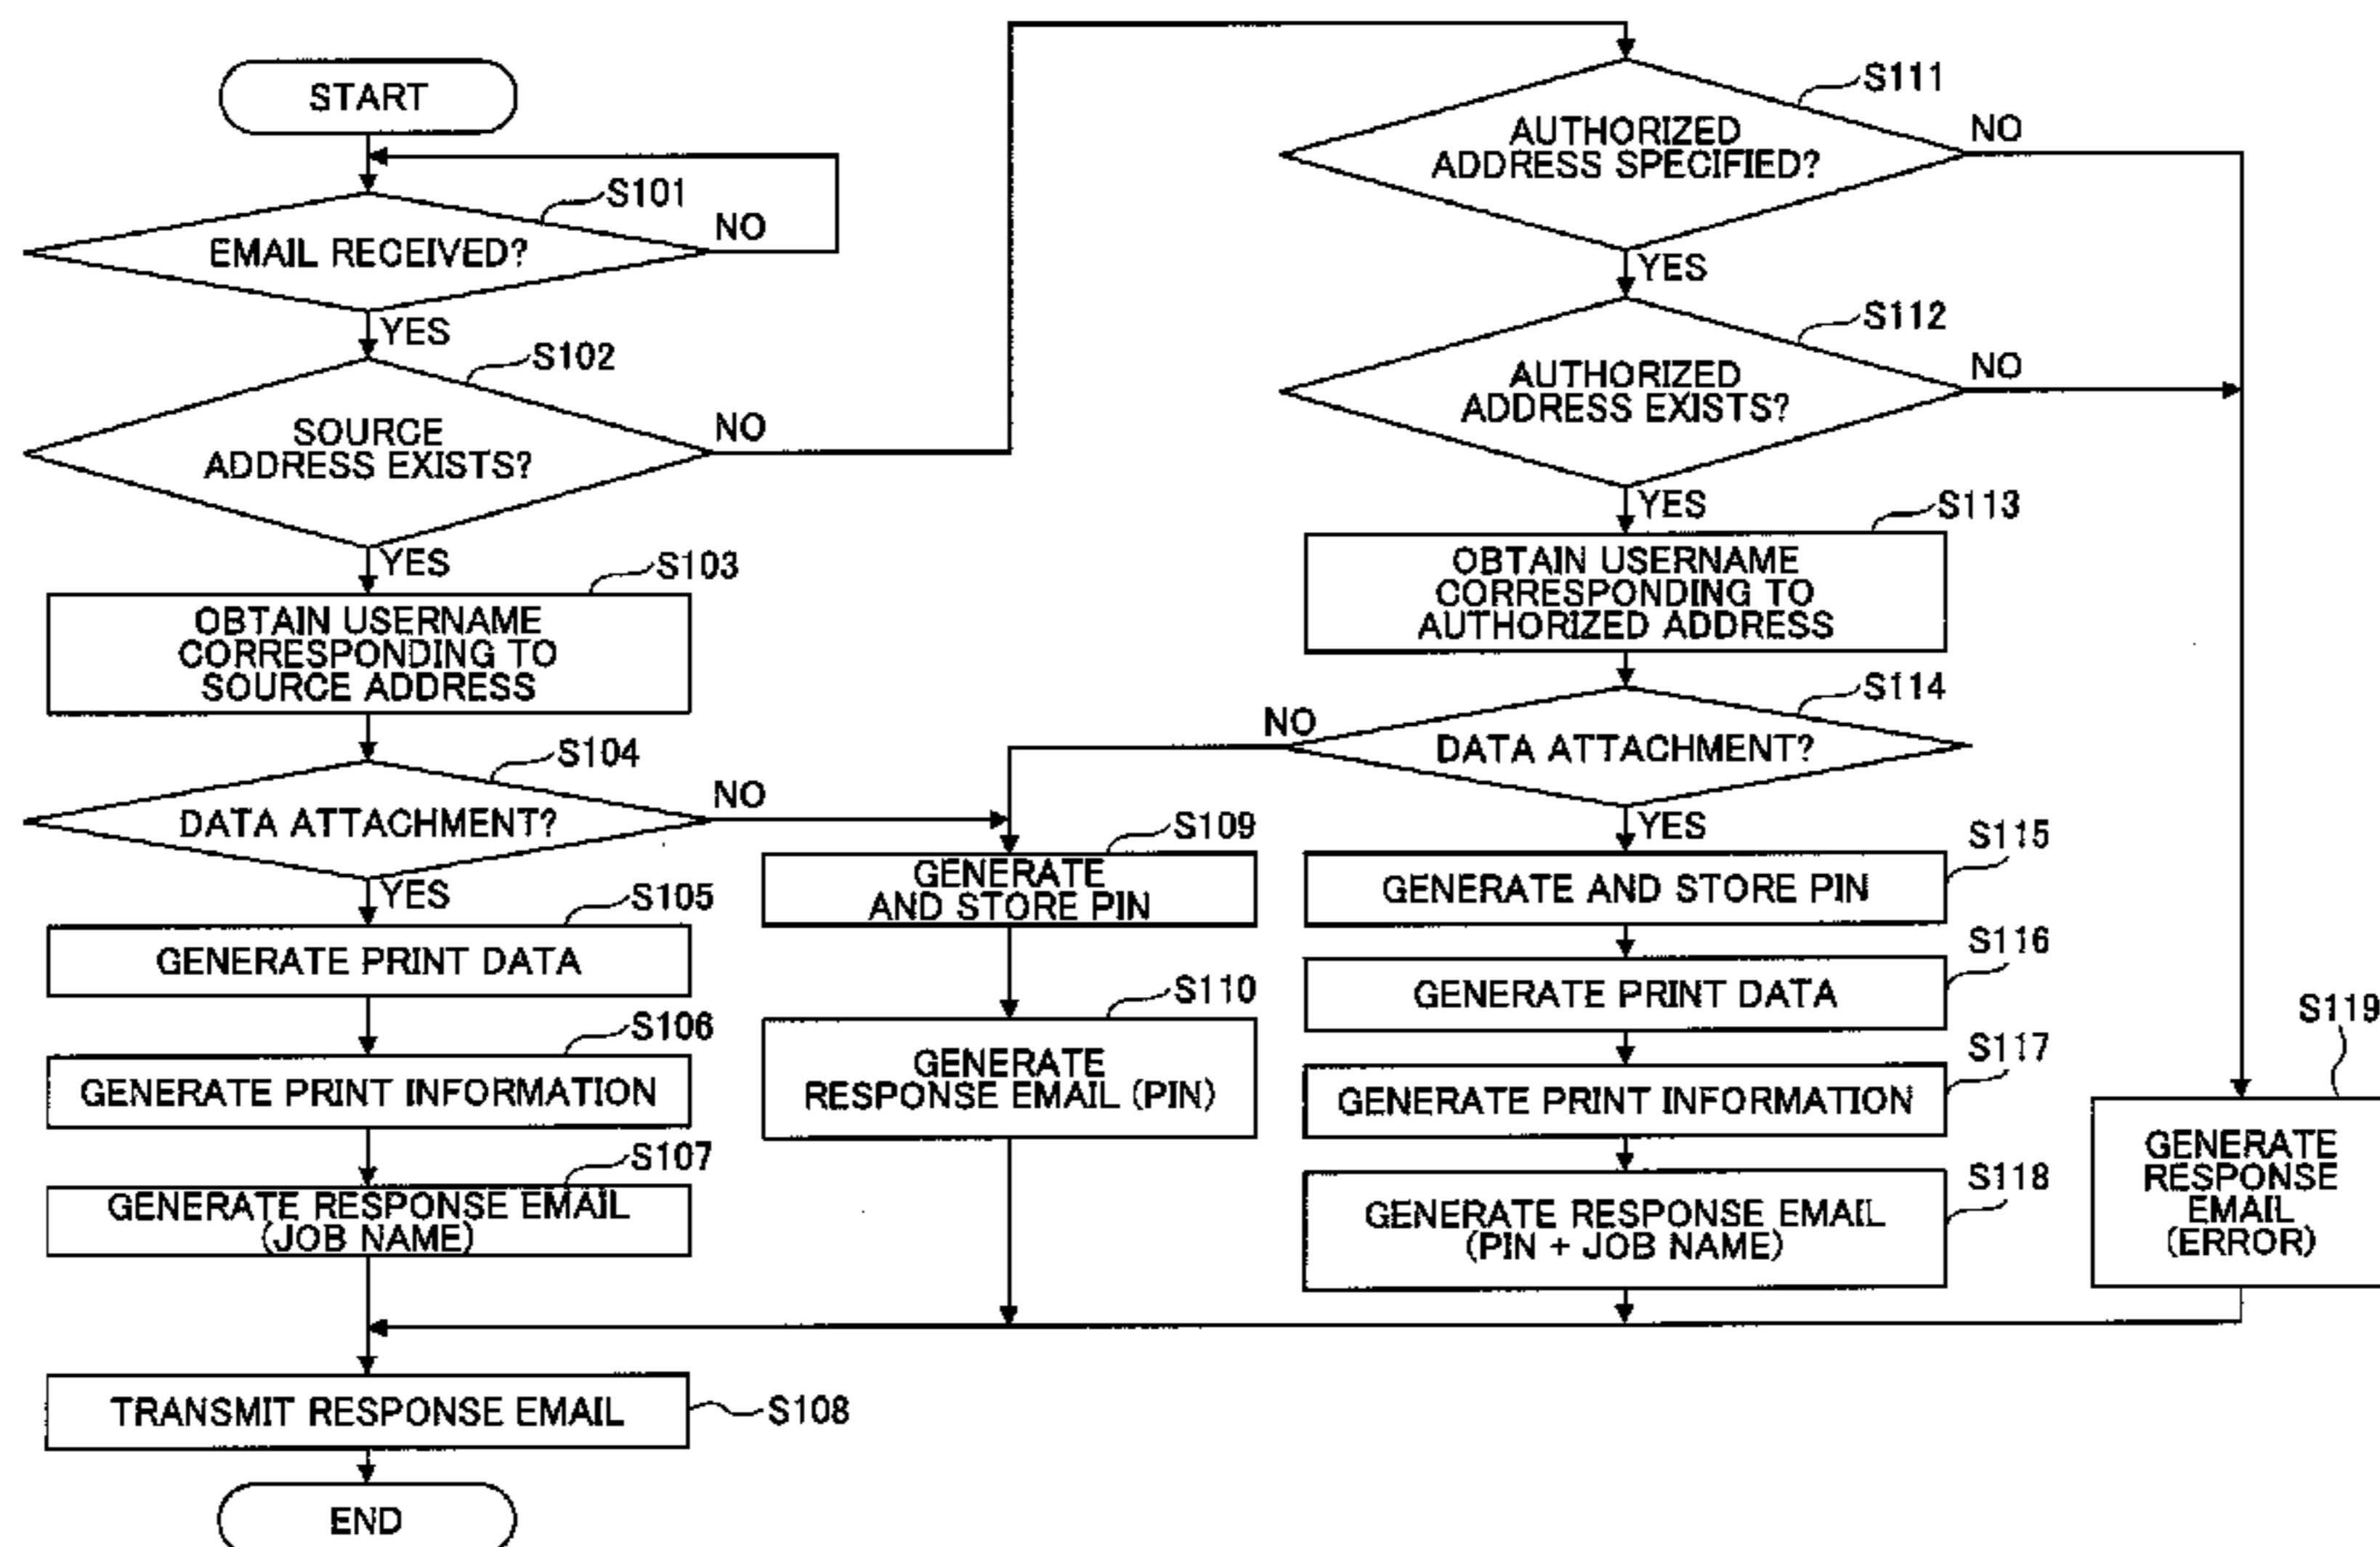 START
S101
EMAIL RECEIVED?
NO
YES
S102
SOURCE
ADDRESS EXISTS?
NO
YES
S103
OBTAIN USERNAME
CORRESPONDING TO
SOURCE ADDRESS
S104
DATA ATTACHMENT?
NO
YES
S105
GENERATE PRINT DATA
S106
GENERATE PRINT INFORMATION
S107
GENERATE RESPONSE EMAIL
(JOB NAME)
TRANSMIT RESPONSE EMAIL
S108
END
S109
GENERATE
AND STORE PIN
S110
GENERATE
RESPONSE EMAIL (PIN)
S111
AUTHORIZED
ADDRESS SPECIFIED?
NO
YES
S112
AUTHORIZED
ADDRESS EXISTS?
NO
YES
S113
OBTAIN USERNAME
CORRESPONDING TO
AUTHORIZED ADDRESS
S114
NO
DATA ATTACHMENT?
YES
S115
GENERATE AND STORE PIN
S116
GENERATE PRINT DATA
S117
GENERATE PRINT INFORMATION
S118
GENERATE RESPONSE EMAIL
(PIN + JOB NAME)
S119
GENERATE
RESPONSE
EMAIL
(ERROR)